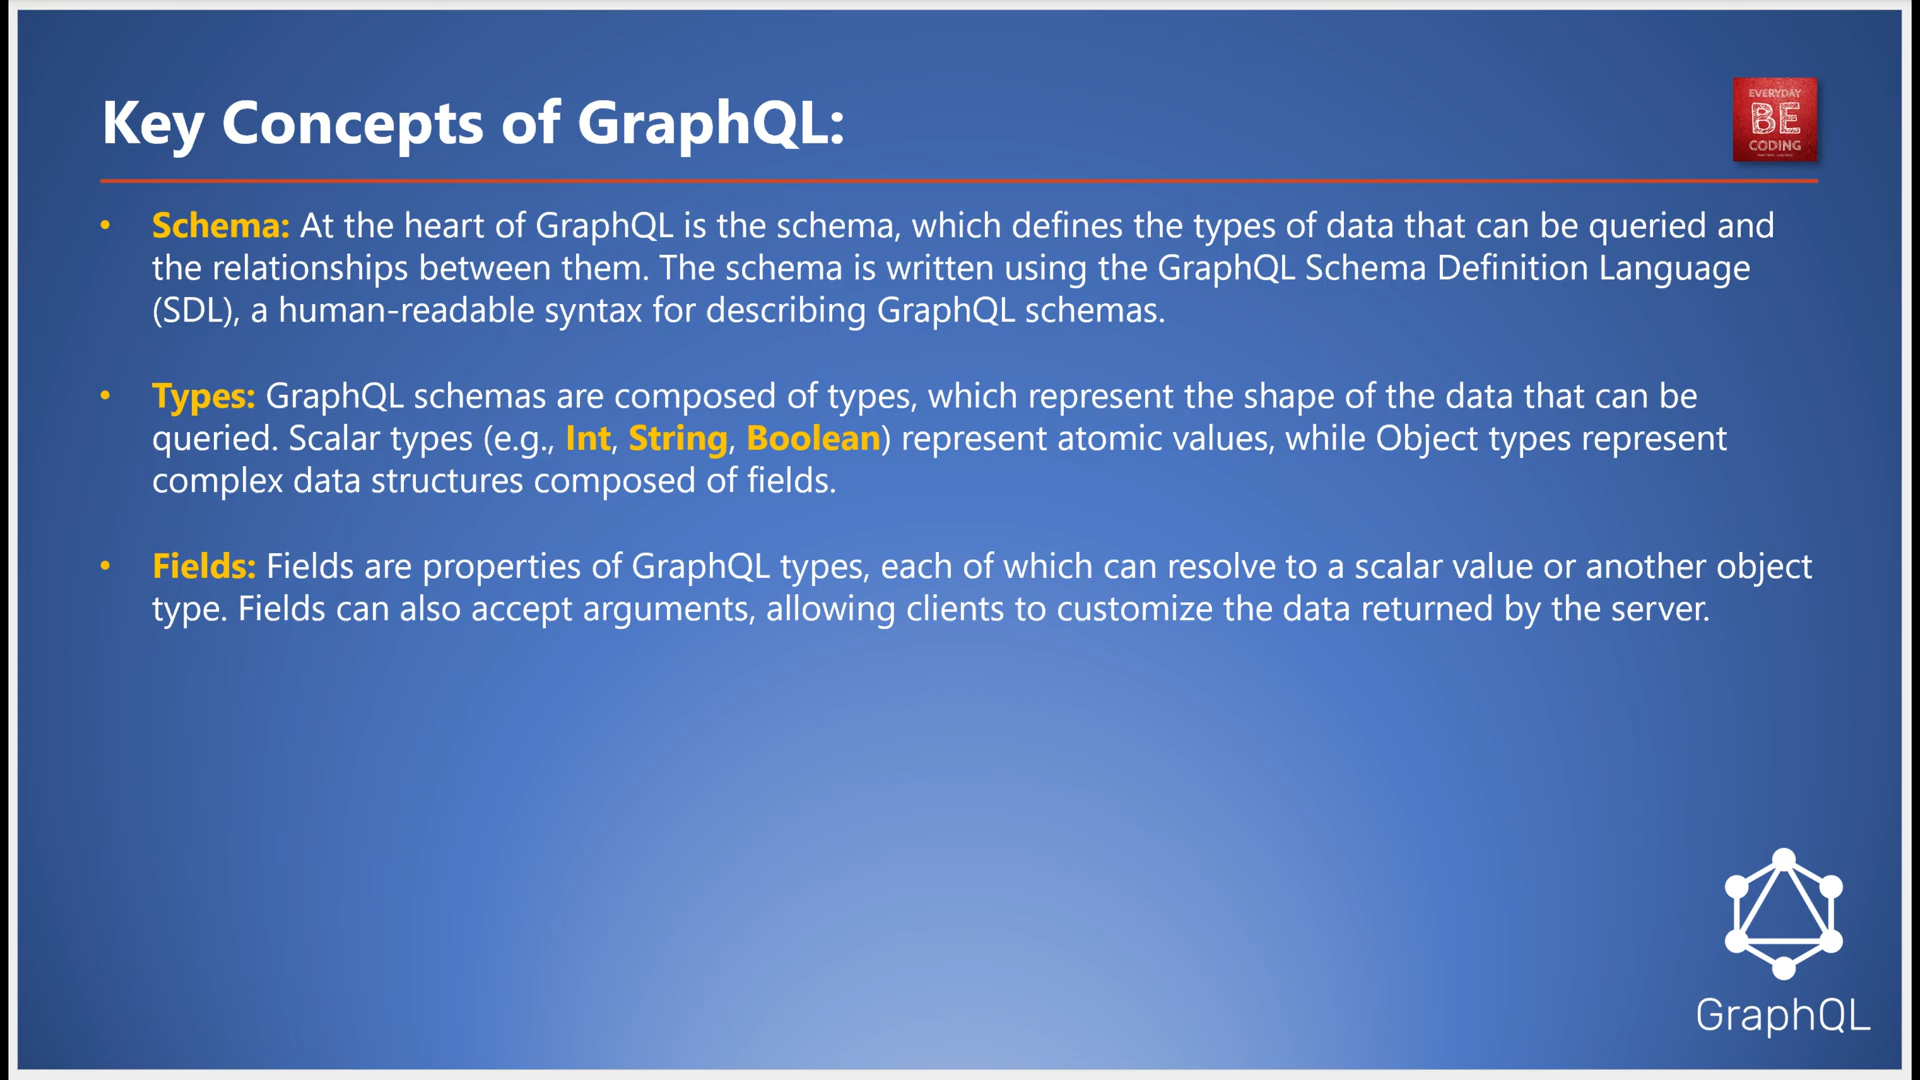 Key Concepts of GraphQL:
EVERYDAY
BE
CODING
• Schema: At the heart of GraphQL is the schema, which defines the types of data that can be queried and
the relationships between them. The schema is written using the GraphQL Schema Definition Language
(SDL), a human-readable syntax for describing GraphQL schemas.
• Types: GraphQL schemas are composed of types, which represent the shape of the data that can be
queried. Scalar types (e.g., Int, String, Boolean) represent atomic values, while Object types represent
complex data structures composed of fields.
• Fields: Fields are properties of GraphQL types, each of which can resolve to a scalar value or another object
type. Fields can also accept arguments, allowing clients to customize the data returned by the server.
GraphQL